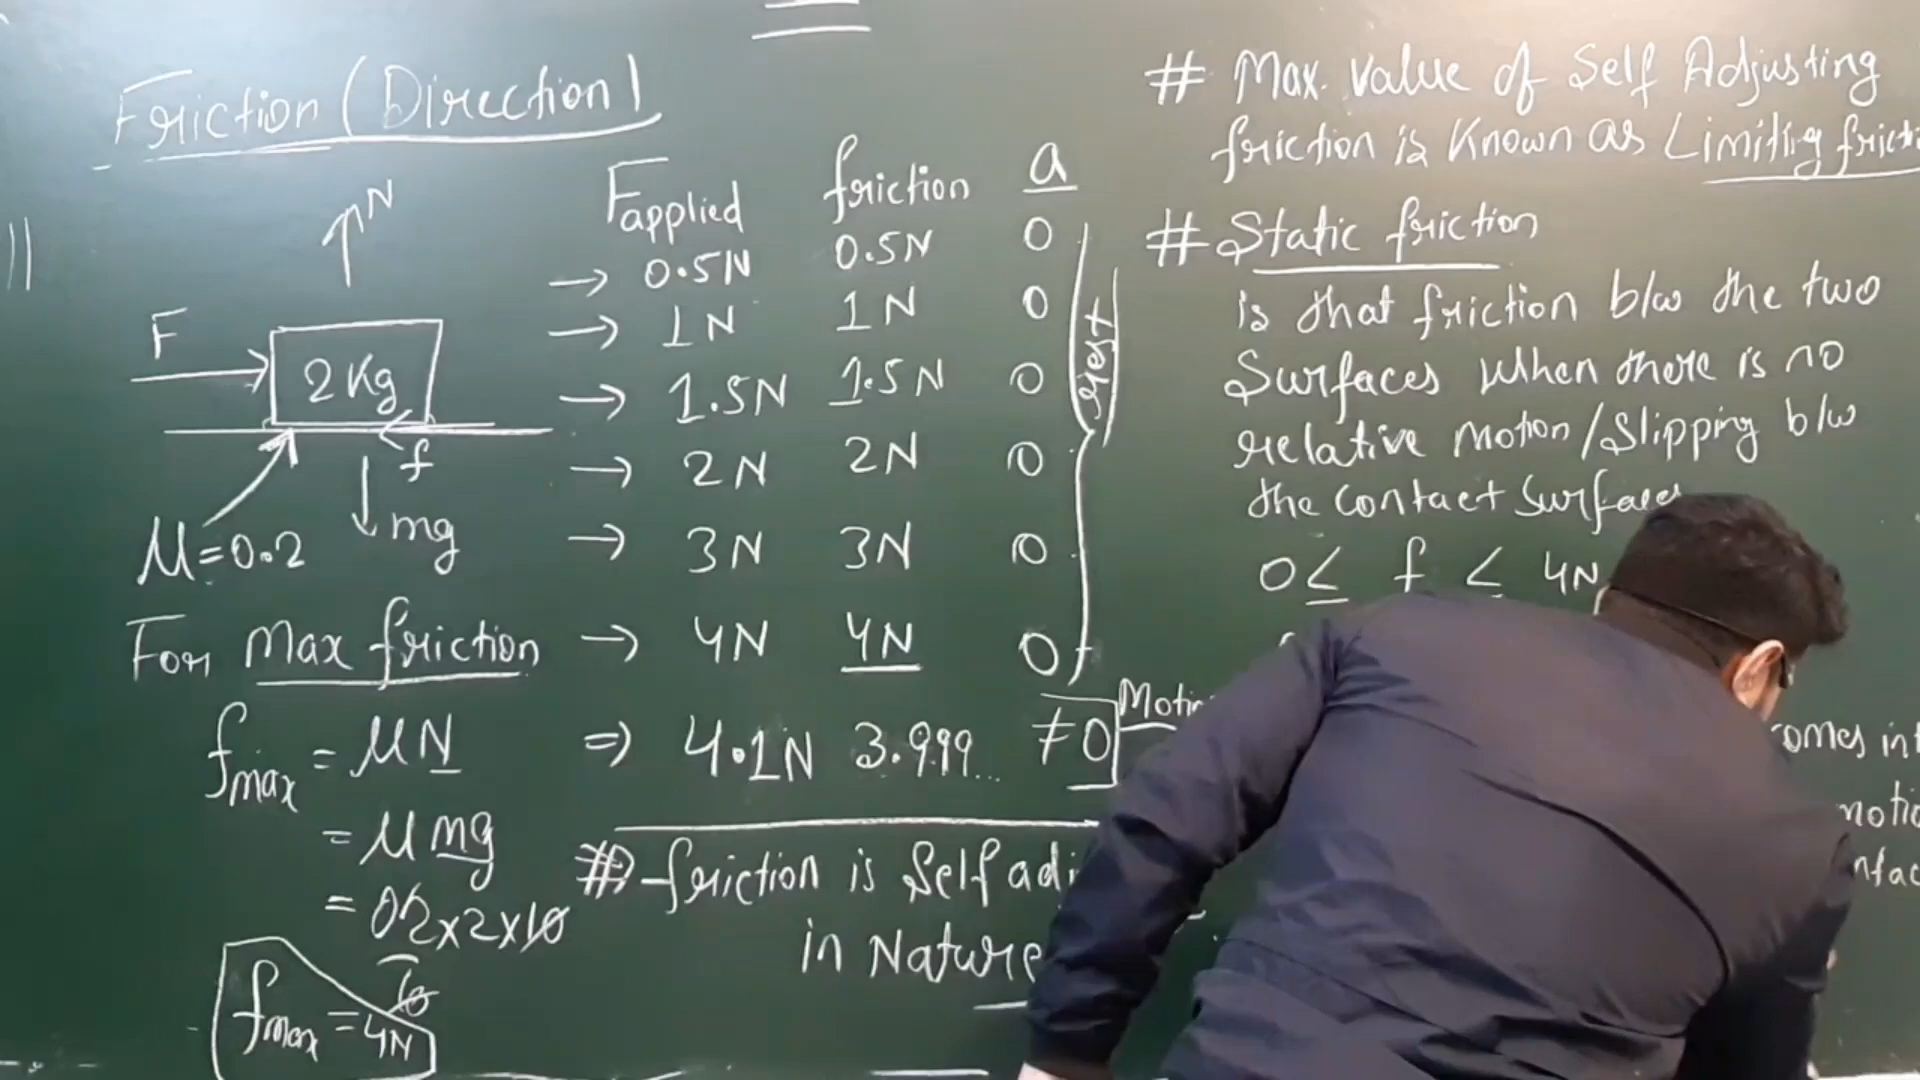 Friction (Direction)
N
F
2 Kg
f
mg
μ=0.2
For Max friction
fmax = μN
= μmg
= 02×2×10
10
fmax = 4N
Fapplied friction a
→ 0.5N 0.5N 0
→ 1N 1N 0
→ 1.5N 1.5N 0
→ 2N 2N 0
→ 3N 3N 0
→ 4N 4N 0
⇒ 4.1N 3.999... ≠0
rest
# friction is Self
in Nature
# Max. Value of Self Adjusting
friction is Known as Limiting
# Static friction
is that friction b/w the two
Surfaces when there is no
relative motion/Slipping b/w
the contact
0 ≤ f ≤ 4N